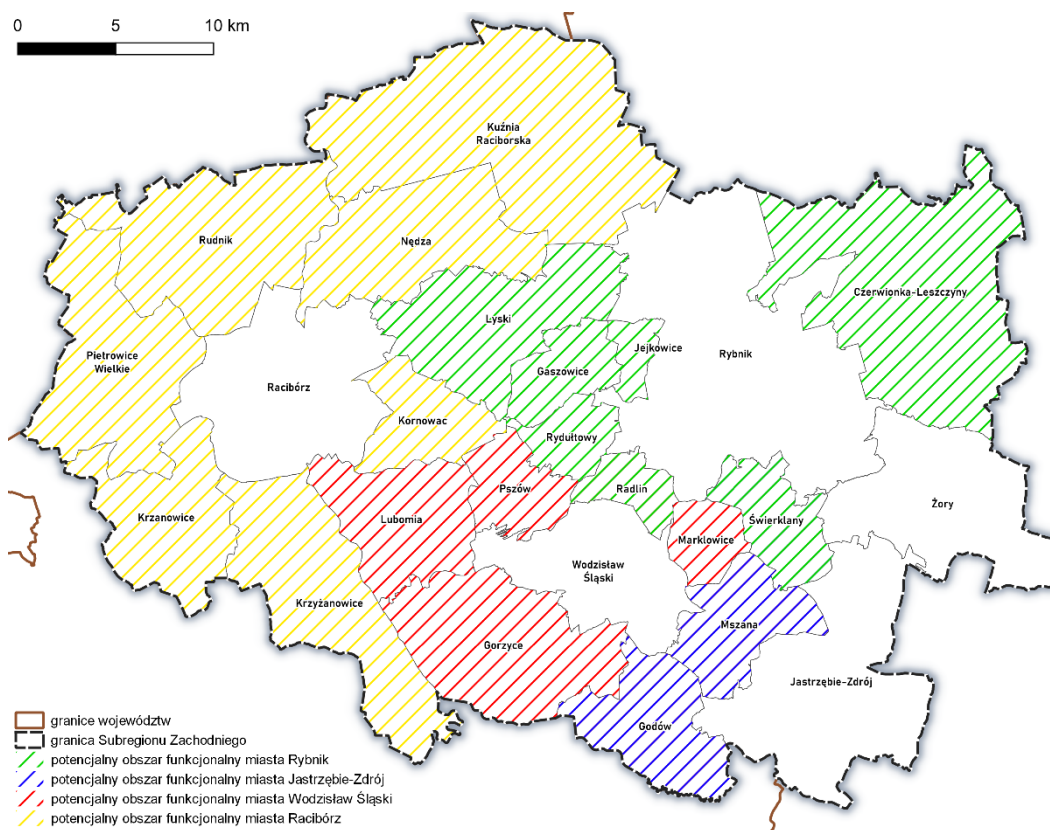 0 5 10 km
Kuźnia
Raciborska
Rudnik
Nędza
Czerwionka-Leszczyny
Lyski
Pietrowice
Wielkie
Racibórz
Gaszowice
Jejkowice
Rybnik
Kornowac
Rydułtowy
Pszów
Radlin
Krzanowice
Lubomia
Świerklany
Żory
Marklowice
Wodzisław
Śląski
Krzyżanowice
Mszana
Gorzyce
Jastrzębie-Zdrój
Godów
granice województw
granica Subregionu Zachodniego
potencjalny obszar funkcjonalny miasta Rybnik
potencjalny obszar funkcjonalny miasta Jastrzębie-Zdrój
potencjalny obszar funkcjonalny miasta Wodzisław Śląski
potencjalny obszar funkcjonalny miasta Racibórz